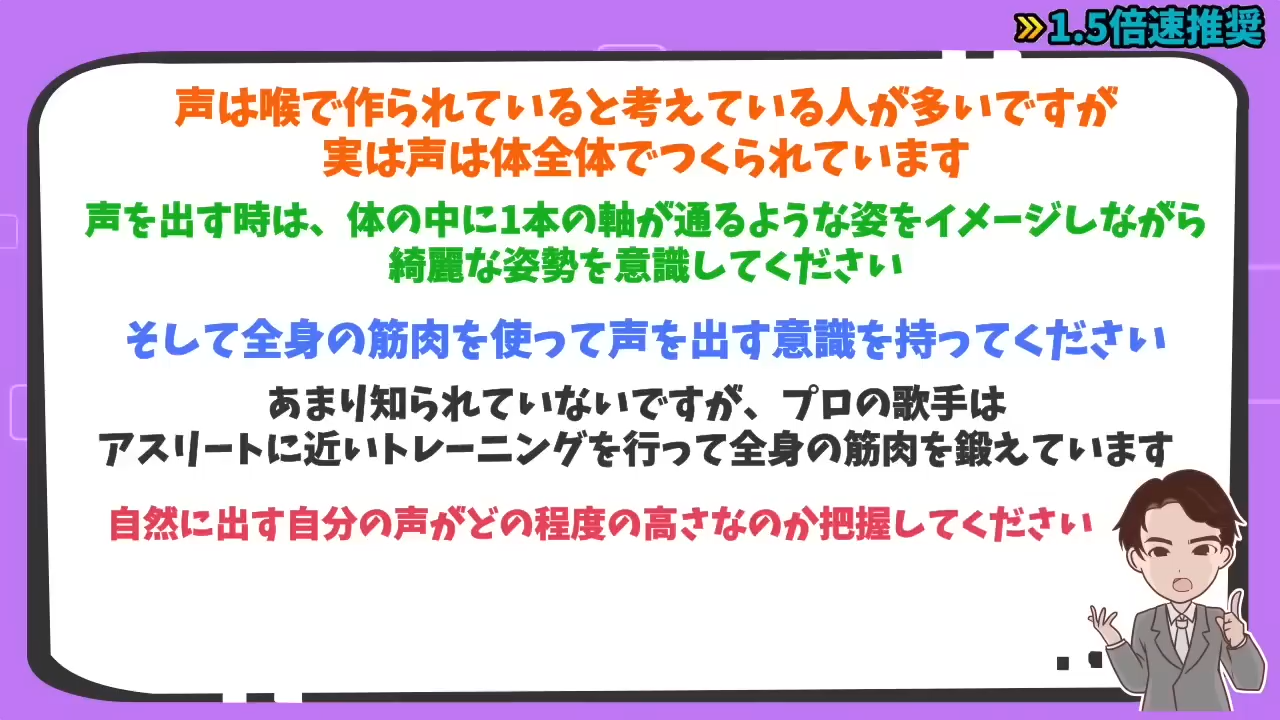 1.5倍速推奨
声は喉で作られていると考えている人が多いですが
実は声は体全体でつくられています
声を出す時は、体の中に1本の軸が通るような姿をイメージしながら
綺麗な姿勢を意識してください
そして全身の筋肉を使って声を出す意識を持ってください
あまり知られていないですが、プロの歌手は
アスリートに近いトレーニングを行って全身の筋肉を鍛えています
自然に出す自分の声がどの程度の高さなのか把握してください